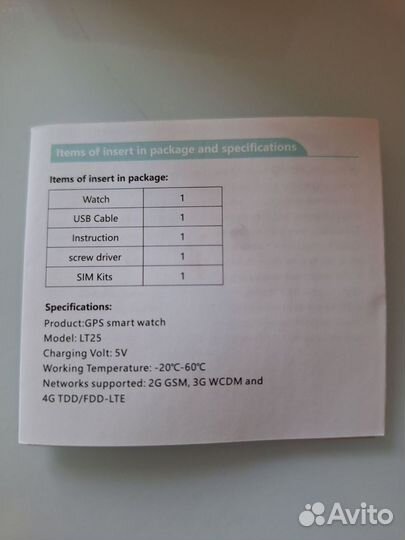 Items of insert in package and specifications
Items of insert in package:
Watch 1
USB Cable 1
Instruction 1
screw driver 1
SIM Kits 1
Specifications:
Product:GPS smart watch
Model: LT25
Charging Volt: 5V
Working Temperature: -20℃-60℃
Networks supported: 2G GSM, 3G WCDM and
4G TDD/FDD-LTE
Avito